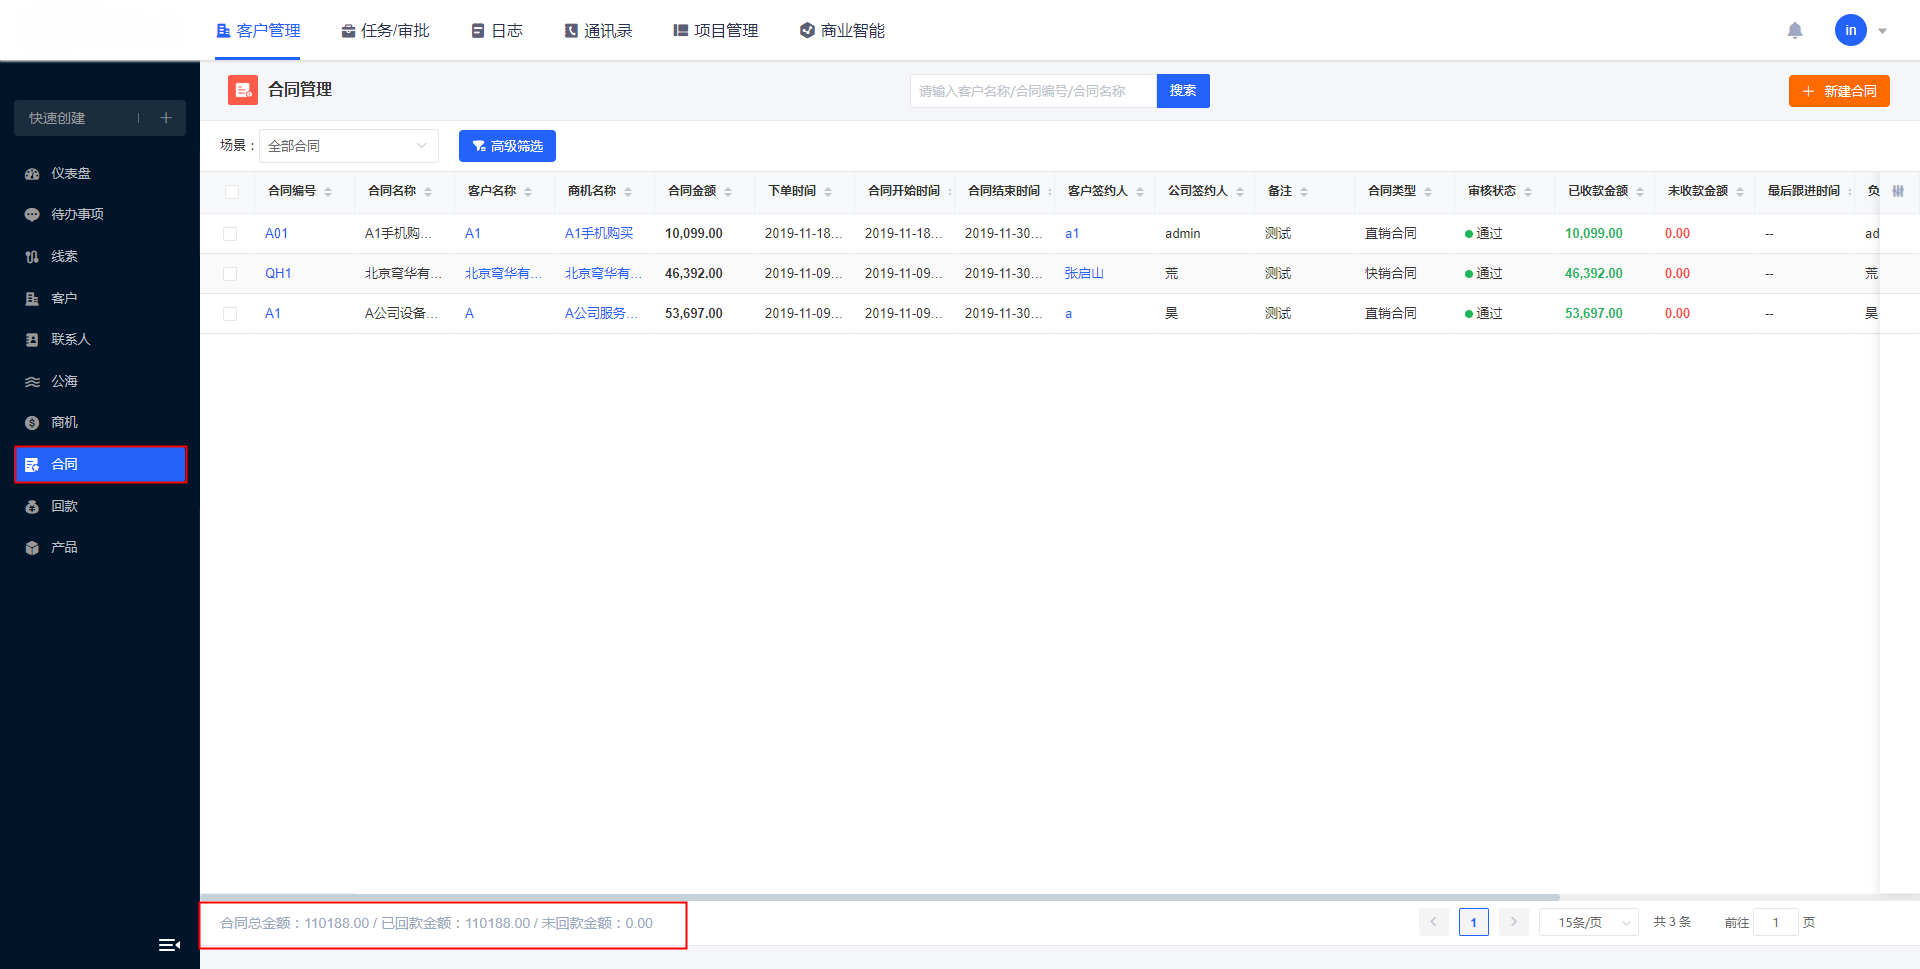 客户管理 任务/审批 日志 通讯录 项目管理 商业智能 in
快速创建 +
仪表盘
待办事项
线索
客户
联系人
公海
商机
合同
回款
产品
合同管理 请输入客户名称/合同编号/合同名称 搜索 + 新建合同
场景： 全部合同 高级筛选
合同编号 合同名称 客户名称 商机名称 合同金额 下单时间 合同开始时间 合同结束时间 客户签约人 公司签约人 备注 合同类型 审核状态 已收款金额 未收款金额 最后跟进时间 负
A01 A1手机购... A1 A1手机购买 10,099.00 2019-11-18... 2019-11-18... 2019-11-30... a1 admin 测试 直销合同 通过 10,099.00 0.00 -- ad
QH1 北京穹华有... 北京穹华有... 北京穹华有... 46,392.00 2019-11-09... 2019-11-09... 2019-11-30... 张启山 荒 测试 快销合同 通过 46,392.00 0.00 -- 荒
A1 A公司设备... A A公司服务... 53,697.00 2019-11-09... 2019-11-09... 2019-11-30... a 昊 测试 直销合同 通过 53,697.00 0.00 -- 昊
合同总金额：110188.00 / 已回款金额：110188.00 / 未回款金额：0.00 1 15条/页 共 3 条 前往 1 页